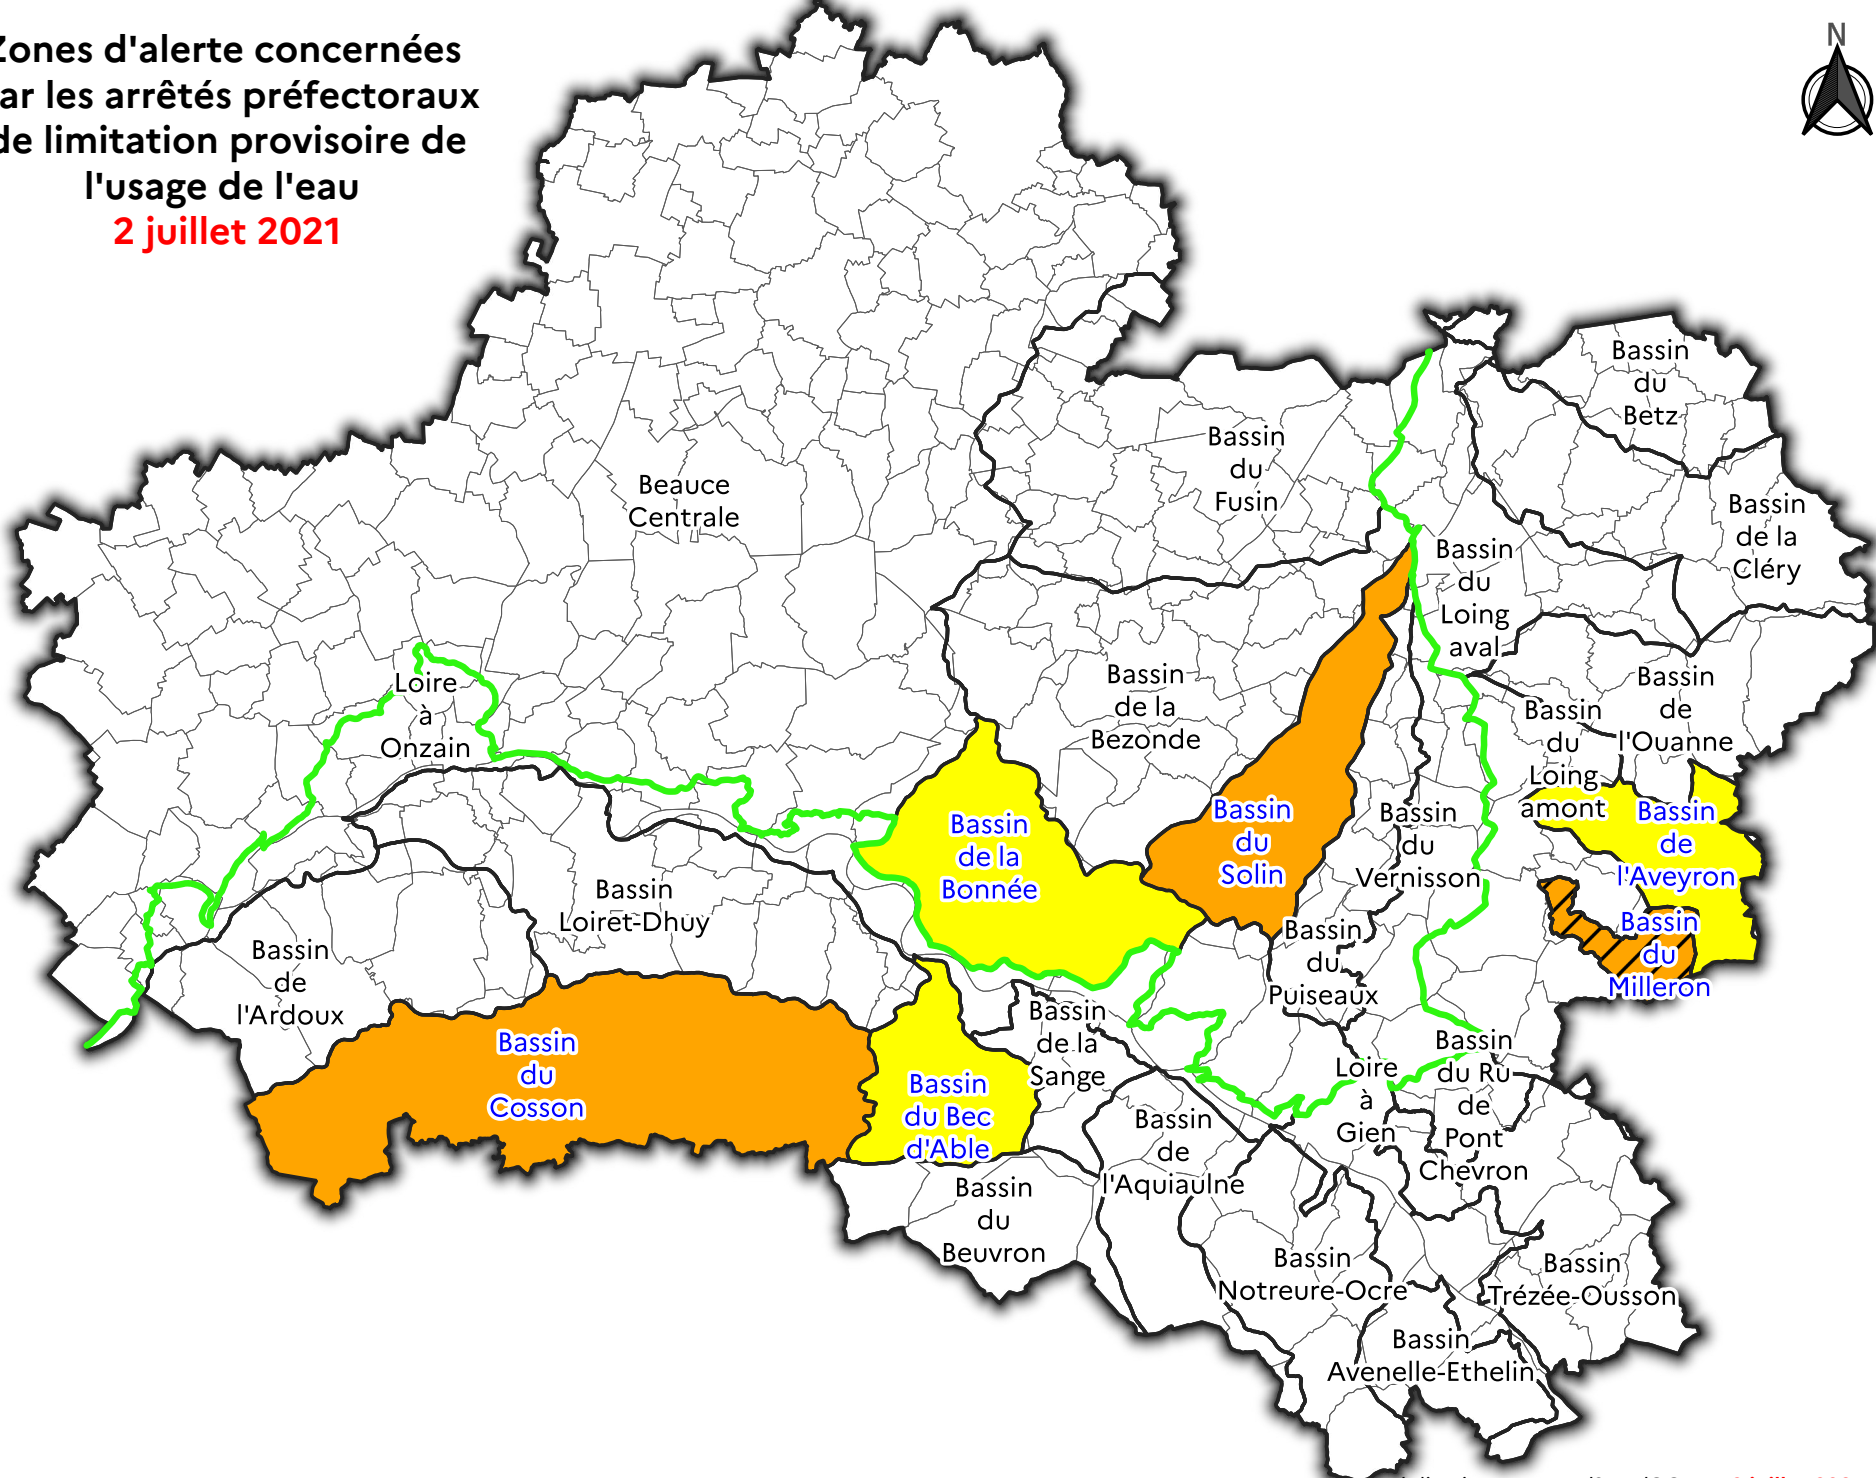 Zones d'alerte concernées
ar les arrêtés préfectoraux
de limitation provisoire de
l'usage de l'eau
2 juillet 2021
N
Bassin
du
Betz
Bassin
du
Fusin
Beauce
Centrale
Bassin
de la
Cléry
Bassin
du
Loing
aval
Bassin
de la
Bezonde
Loire
à
Onzain
Bassin
de
l'Ouanne
Bassin
du
Loing
amont
Bassin
de
l'Aveyron
Bassin
du
Solin
Bassin
du
Vernisson
Bassin
de la
Bonnée
Bassin
Loiret-Dhuy
Bassin
du
Milleron
Bassin
du
Puiseaux
Bassin
de
l'Ardoux
Bassin
de la
Sange
Bassin
du
Cosson
Bassin
du Bec
d'Able
Loire
à
Gien
Bassin
du Ru
de
Pont
Chevron
Bassin
de
l'Aquiaulne
Bassin
du
Beuvron
Bassin
Notreure-Ocre
Bassin
Trézée-Ousson
Bassin
Avenelle-Ethelin